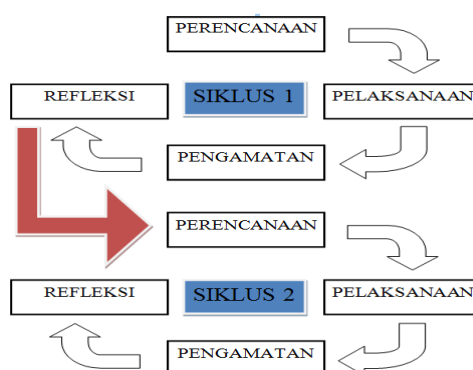 PERENCANAAN
REFLEKSI
SIKLUS 1
PELAKSANAAN
PENGAMATAN
PERENCANAAN
REFLEKSI
SIKLUS 2
PELAKSANAAN
PENGAMATAN